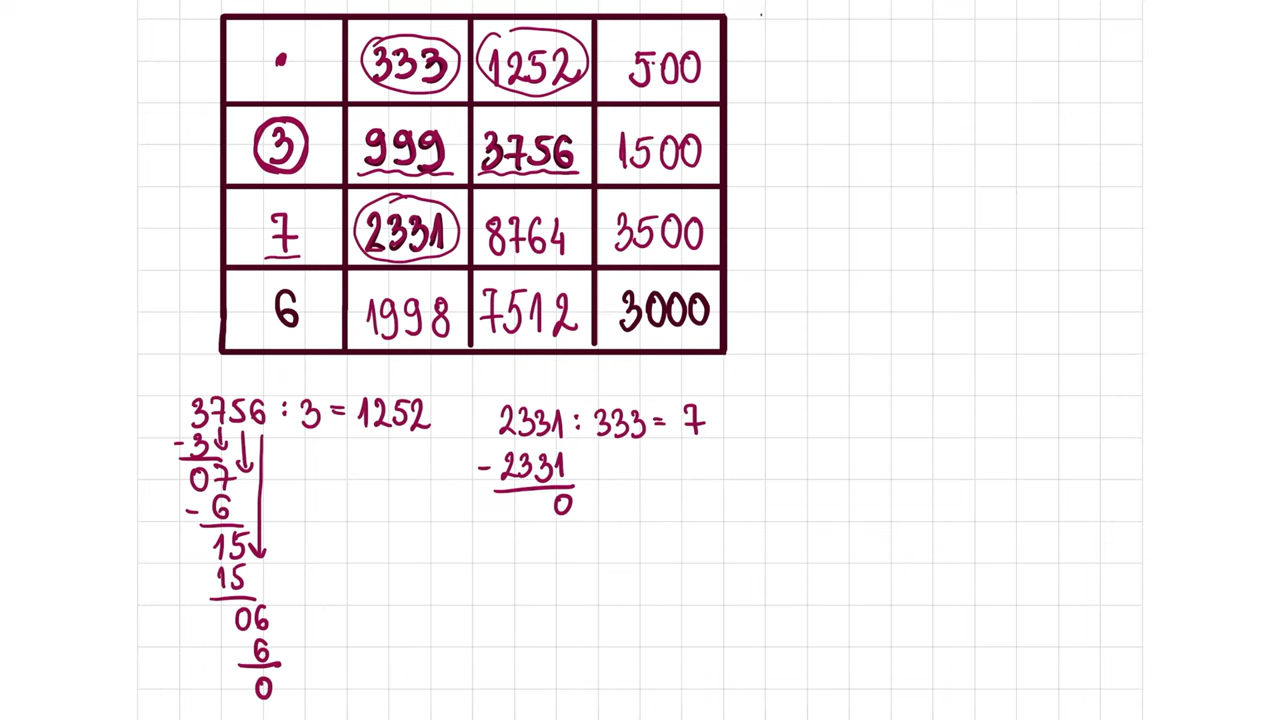 · 333 1252 500
3 999 3756 1500
7 2331 8764 3500
6 1998 7512 3000
3756 : 3 = 1252
- 3
07
- 6
15
15
06
6
0
2331 : 333 = 7
- 2331
0